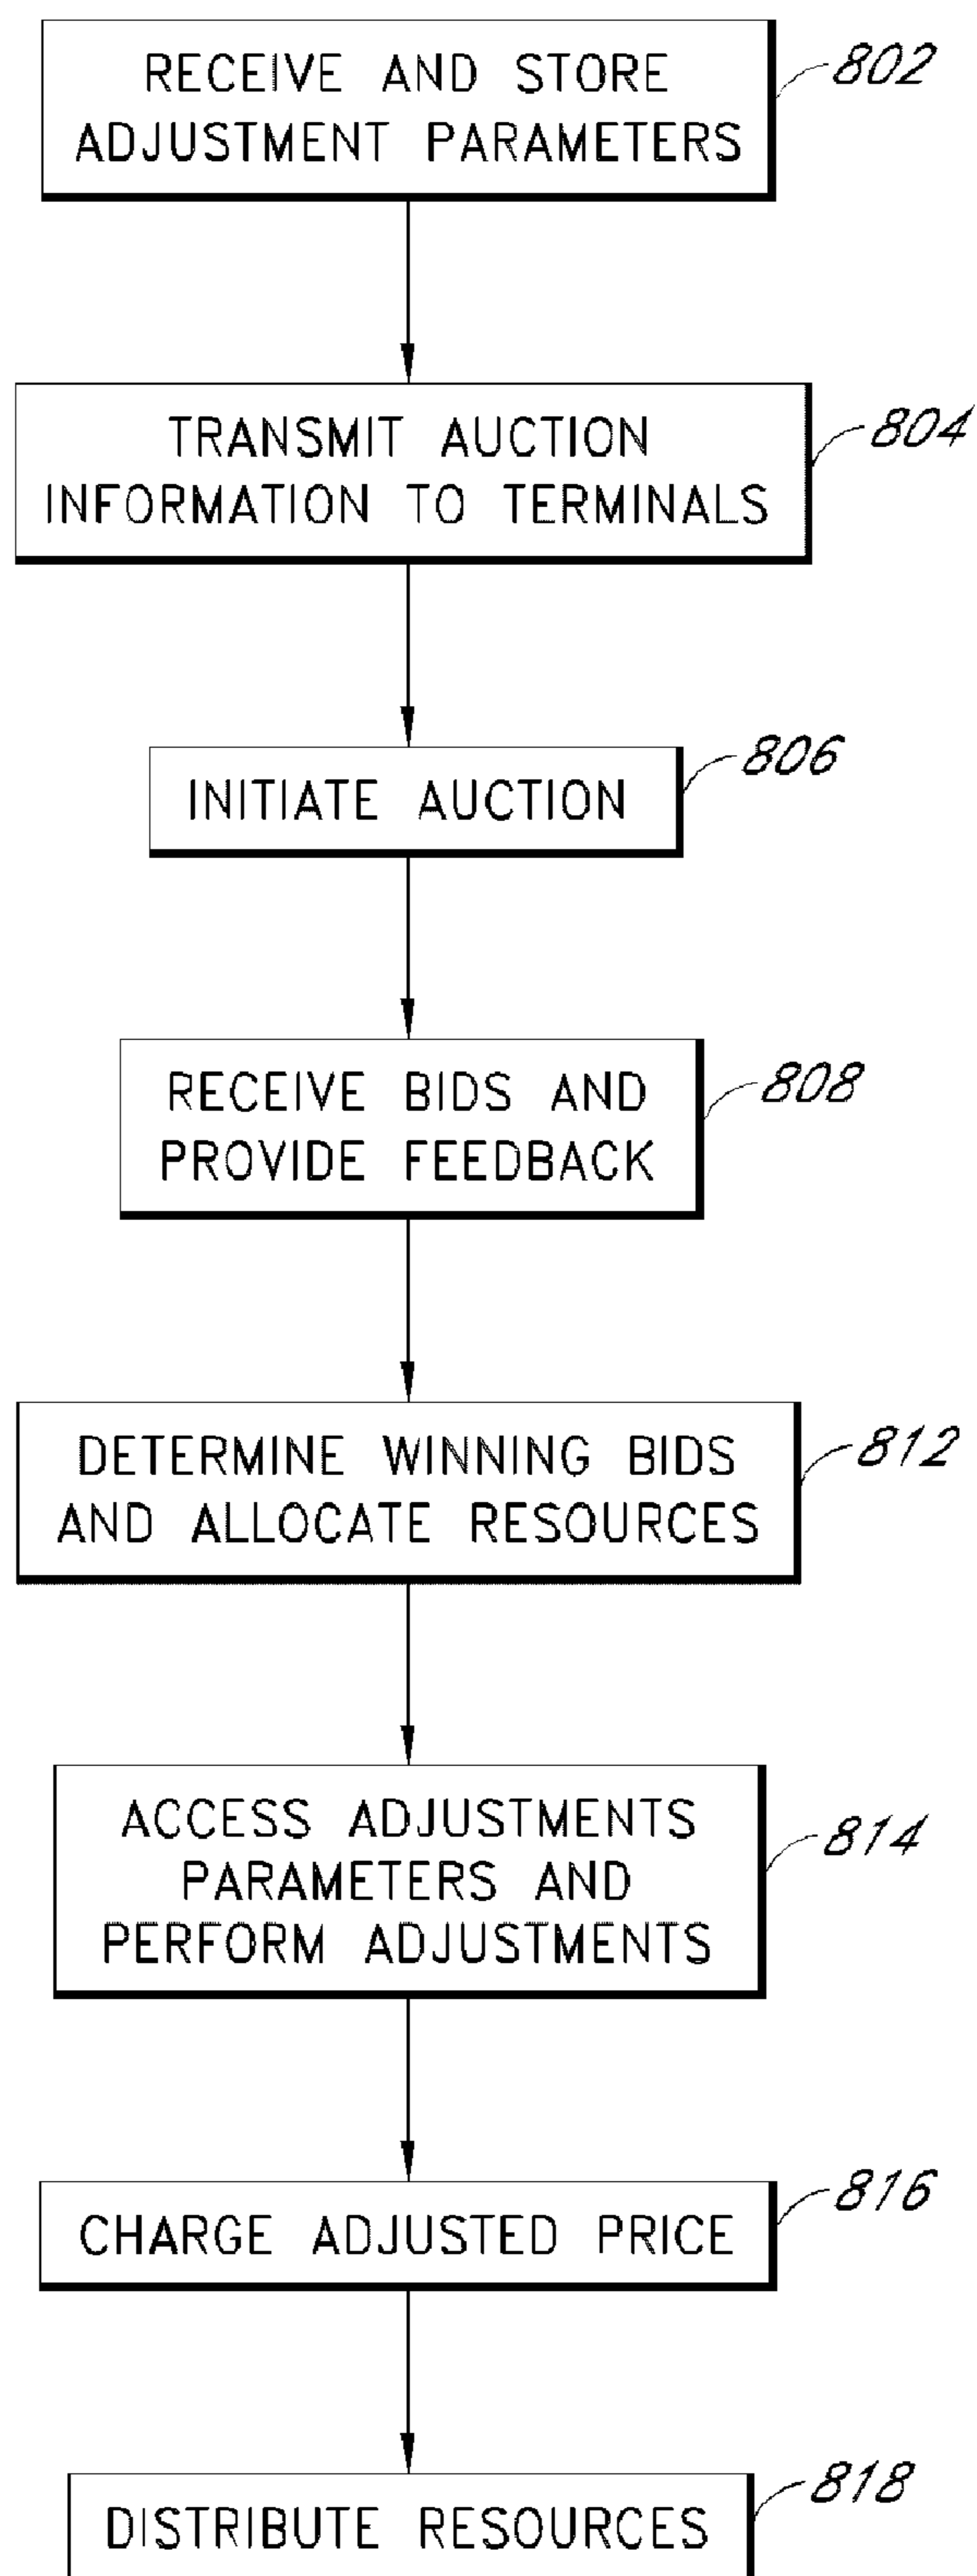 RECEIVE AND STORE
802
ADJUSTMENT PARAMETERS
TRANSMIT AUCTION
804
INFORMATION TO TERMINALS
806
INITIATE AUCTION
RECEIVE BIDS AND
808
PROVIDE FEEDBACK
DETERMINE WINNING BIDS
812
AND ALLOCATE RESOURCES
ACCESS ADJUSTMENTS
814
PARAMETERS AND
PERFORM ADJUSTMENTS
816
CHARGE ADJUSTED PRICE
818
DISTRIBUTE RESOURCES